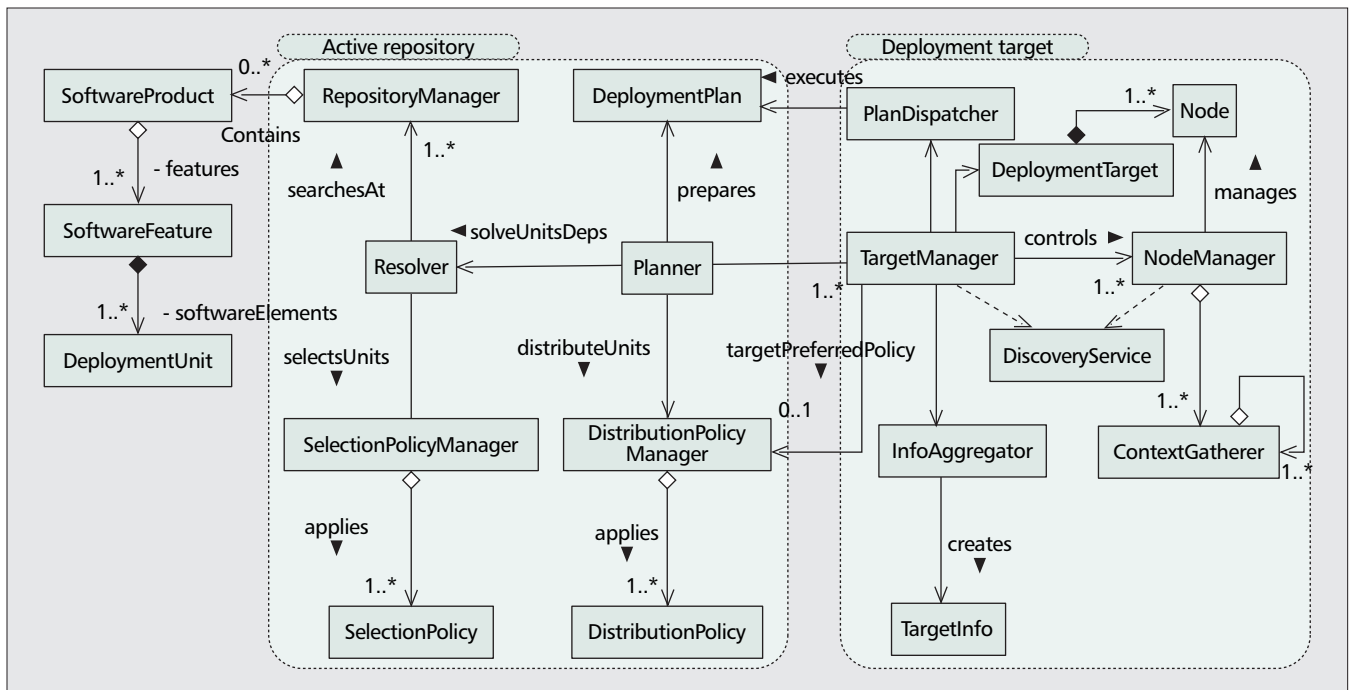 Active repository
Deployment target
SoftwareProduct
0..*
Contains
RepositoryManager
DeploymentPlan
executes
PlanDispatcher
1..*
Node
DeploymentTarget
1..*
- features
searchesAt
1..*
prepares
manages
SoftwareFeature
Resolver
solveUnitsDeps
Planner
TargetManager
1..*
controls
NodeManager
1..*
1..*
- softwareElements
DeploymentUnit
selectsUnits
distributeUnits
targetPreferredPolicy
DiscoveryService
0..1
1..*
SelectionPolicyManager
DistributionPolicy
Manager
InfoAggregator
ContextGatherer
1..*
applies
applies
creates
1..*
1..*
SelectionPolicy
DistributionPolicy
TargetInfo